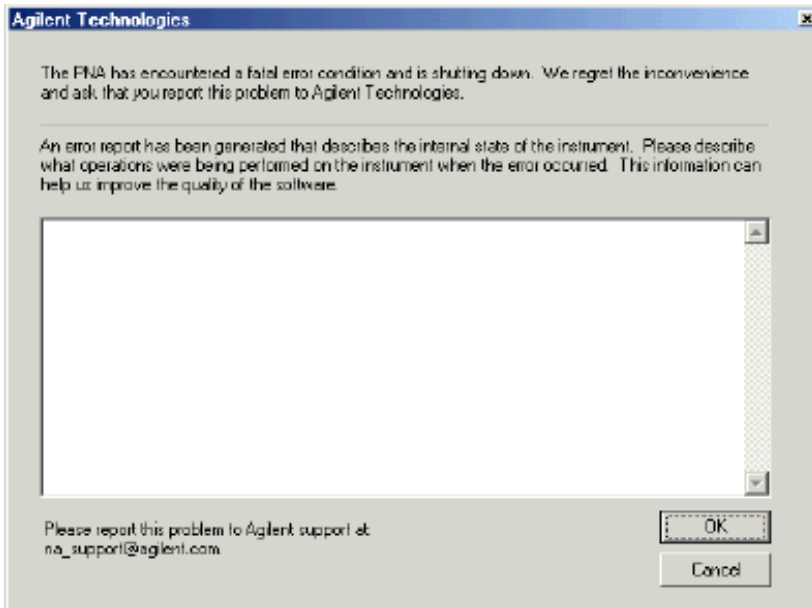 Agilent Technologies
The PNA has encountered a fatal error condition and is shutting down. We regret the inconvenience
and ask that you report this problem to Agilent Technologies.
An error report has been generated that describes the internal state of the instrument. Please describe
what operations were being performed on the instrument when the error occurred. This information can
help us improve the quality of the software.
Please report this problem to Agilent support at:
na_support@agilent.com
OK
Cancel